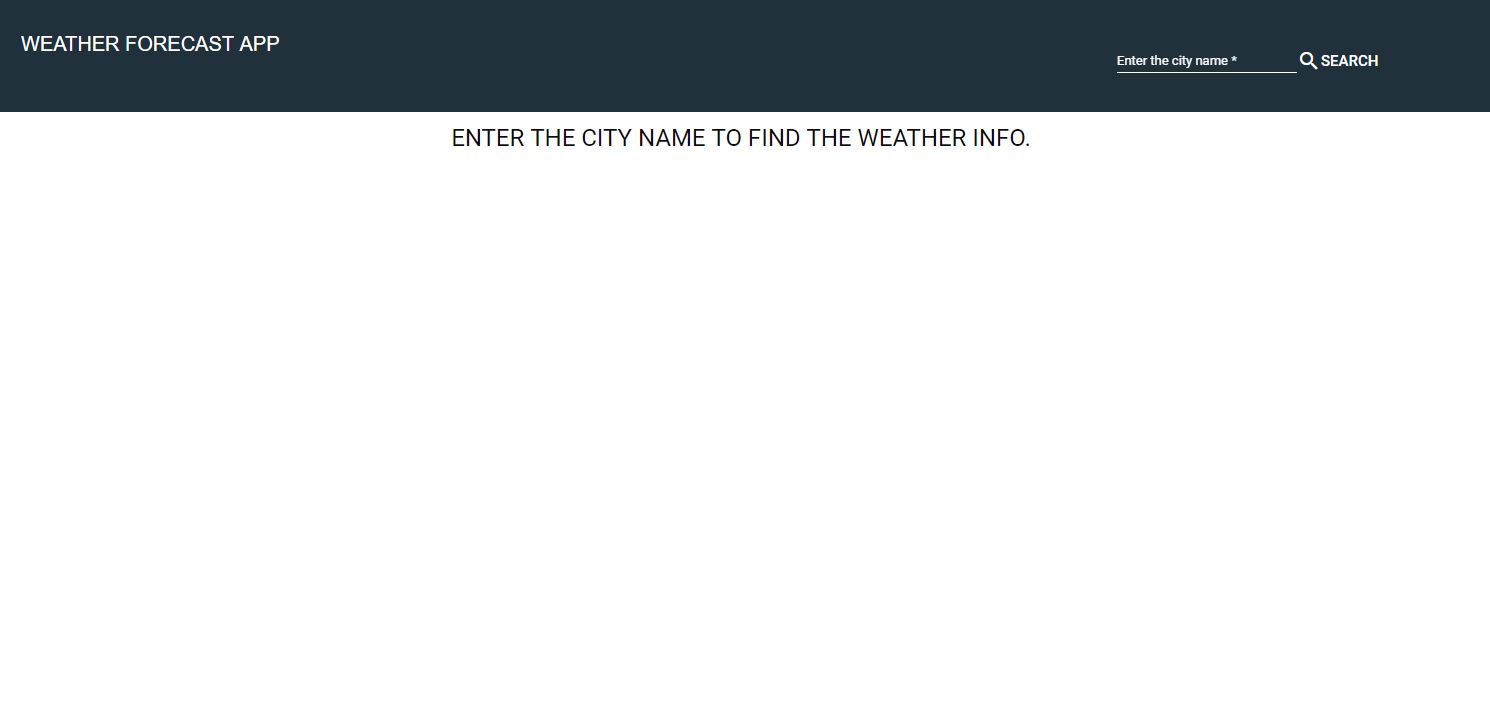 WEATHER FORECAST APP
Enter the city name *
SEARCH
ENTER THE CITY NAME TO FIND THE WEATHER INFO.